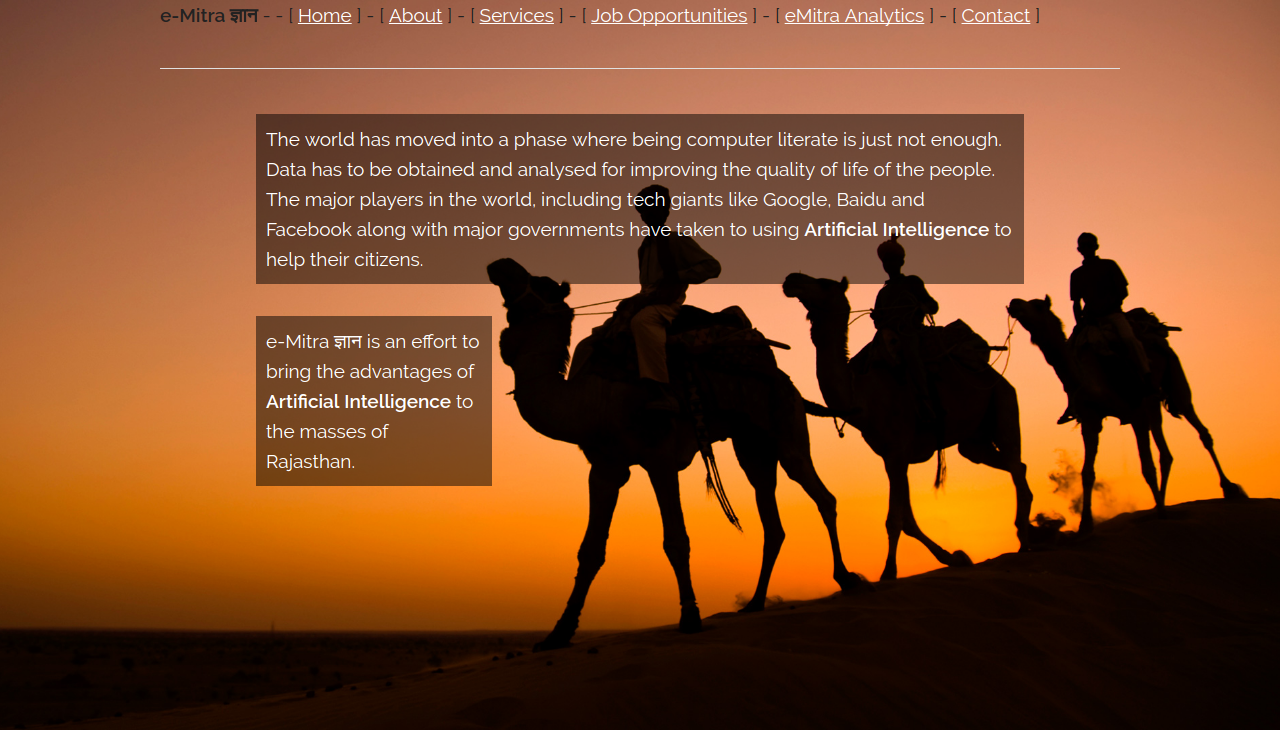 e-Mitra ज्ञान - - [ Home ] - [ About ] - [ Services ] - [ Job Opportunities ] - [ eMitra Analytics ] - [ Contact ]
The world has moved into a phase where being computer literate is just not enough.
Data has to be obtained and analysed for improving the quality of life of the people.
The major players in the world, including tech giants like Google, Baidu and
Facebook along with major governments have taken to using Artificial Intelligence to
help their citizens.
e-Mitra ज्ञान is an effort to
bring the advantages of
Artificial Intelligence to
the masses of
Rajasthan.